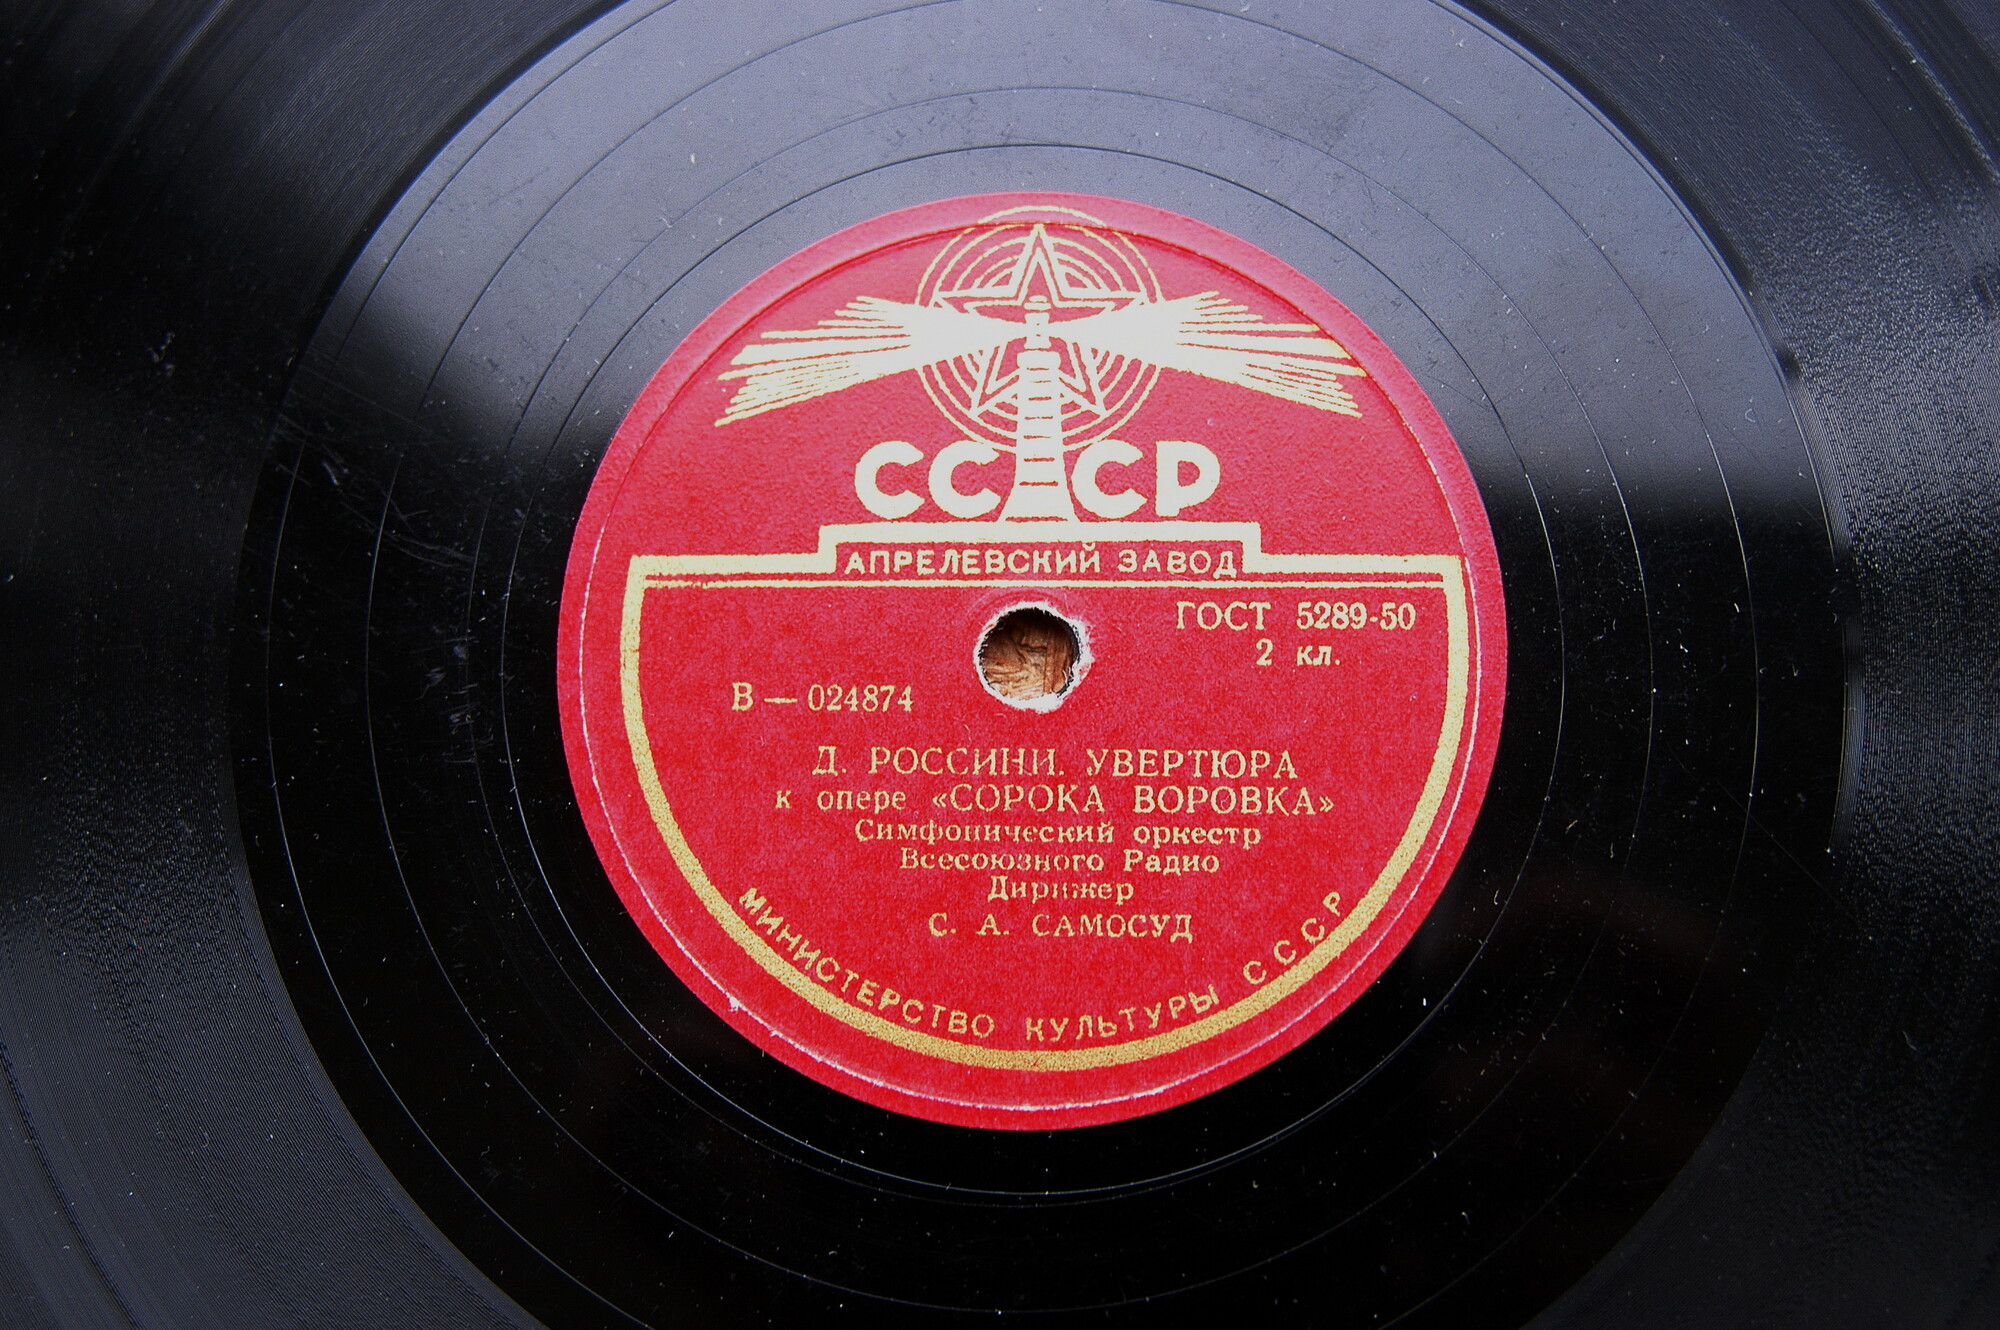 СССР
АПРЕЛЕВСКИЙ ЗАВОД
ГОСТ 5289-50
2 кл.
В — 024874
Д. РОССИНИ. УВЕРТЮРА
к опере «СОРОКА ВОРОВКА»
Симфонический оркестр
Всесоюзного Радио
Дирижер
С. А. САМОСУД
МИНИСТЕРСТВО КУЛЬТУРЫ СССР